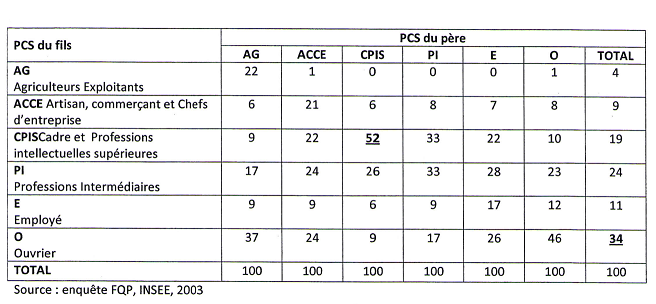 PCS du fils PCS du père
AG ACCE CPIS PI E O TOTAL
AG
Agriculteurs Exploitants 22 1 0 0 0 1 4
ACCE Artisan, commerçant et Chefs
d'entreprise 6 21 6 8 7 8 9
CPISCadre et Professions
intellectuelles supérieures 9 22 52 33 22 10 19
PI
Professions Intermédiaires 17 24 26 33 28 23 24
E
Employé 9 9 6 9 17 12 11
O
Ouvrier 37 24 9 17 26 46 34
TOTAL 100 100 100 100 100 100 100
Source : enquête FQP, INSEE, 2003